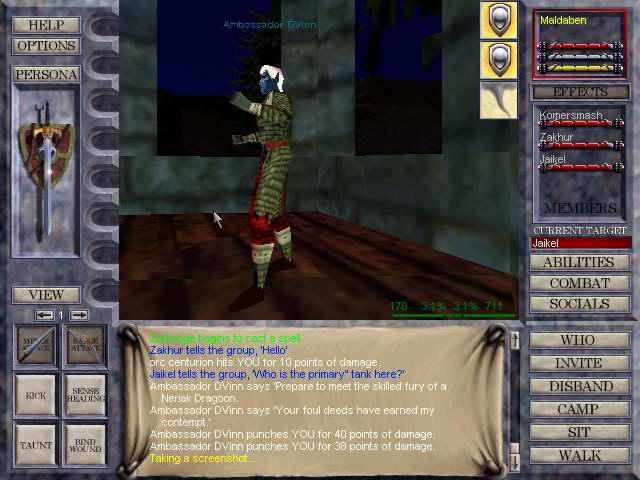 HELP
OPTIONS
PERSONA
VIEW
1
KICK
SENSE HEADING
TAUNT
BIND WOUND
Ambassador DVinn
178 3.1% 3.1% 711
begins to cast a spell.
Zakhur tells the group, 'Hello'
orc centurion hits YOU for 10 points of damage.
Jaikel tells the group, 'Who is the primary" tank here?'
Ambassador DVinn says 'Prepare to meet the skilled fury of a
Neriak Dragoon.
Ambassador DVinn says 'Your foul deeds have earned my
contempt.'
Ambassador DVinn punches YOU for 40 points of damage.
Ambassador DVinn punches YOU for 38 points of damage.
Taking a screenshot...
Maldaben
EFFECTS
Komersmash
Zakhur
Jaikel
MEMBERS
CURRENT TARGET
Jaikel
ABILITIES
COMBAT
SOCIALS
WHO
INVITE
DISBAND
CAMP
SIT
WALK